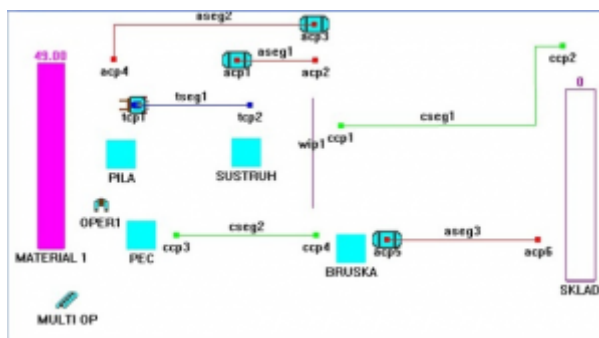 aseg2
acp3
49.00
aseg1
ccp2
acp4
acp1
acp2
0
tseg1
cseg1
tcp1
tcp2
ccp1
wip1
PILA
SUSTRUH
OPER1
cseg2
aseg3
MATERIAL 1
PEC
ccp3
ccp4
BRUSKA
acp5
acp6
SKLAD
MULTI OP